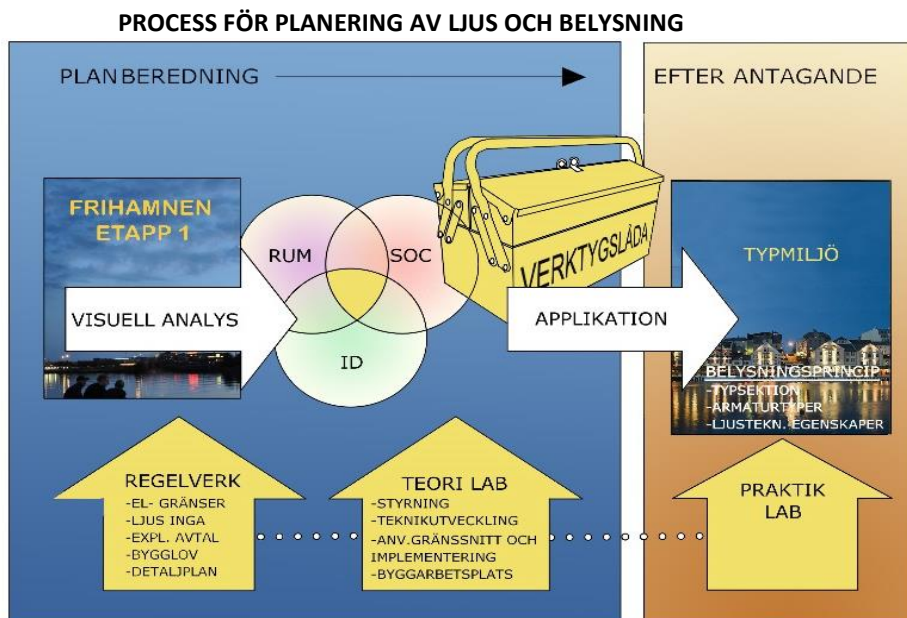 PROCESS FÖR PLANERING AV LJUS OCH BELYSNING
PLANBEREDNING
EFTER ANTAGANDE
FRIHAMNEN
ETAPP 1
VISUELL ANALYS
RUM
SOC
ID
VERKTYGSLÅDA
APPLIKATION
TYPMILJÖ
BELYSNINGSPRINCIP
-TYPSEKTION
-ARMATURTYPER
-LJUSTEKN.-EGENSKAPER
REGELVERK
-EL- GRÄNSER
-LJUS INGA
-EXPL. AVTAL
-BYGGLOV
-DETALJPLAN
TEORI LAB
-STYRNING
-TEKNIKUTVECKLING
-ANV.GRÄNSSNITT OCH
IMPLEMENTERING
-BYGGARBETSPLATS
PRAKTIK
LAB